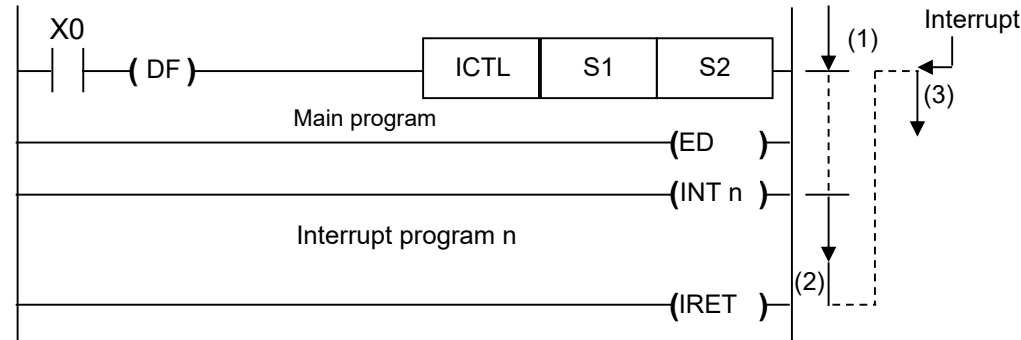 X0
( DF )
ICTL S1 S2
Main program
(ED )
(INT n )
Interrupt program n
(IRET )
Interrupt
(1)
(3)
(2)